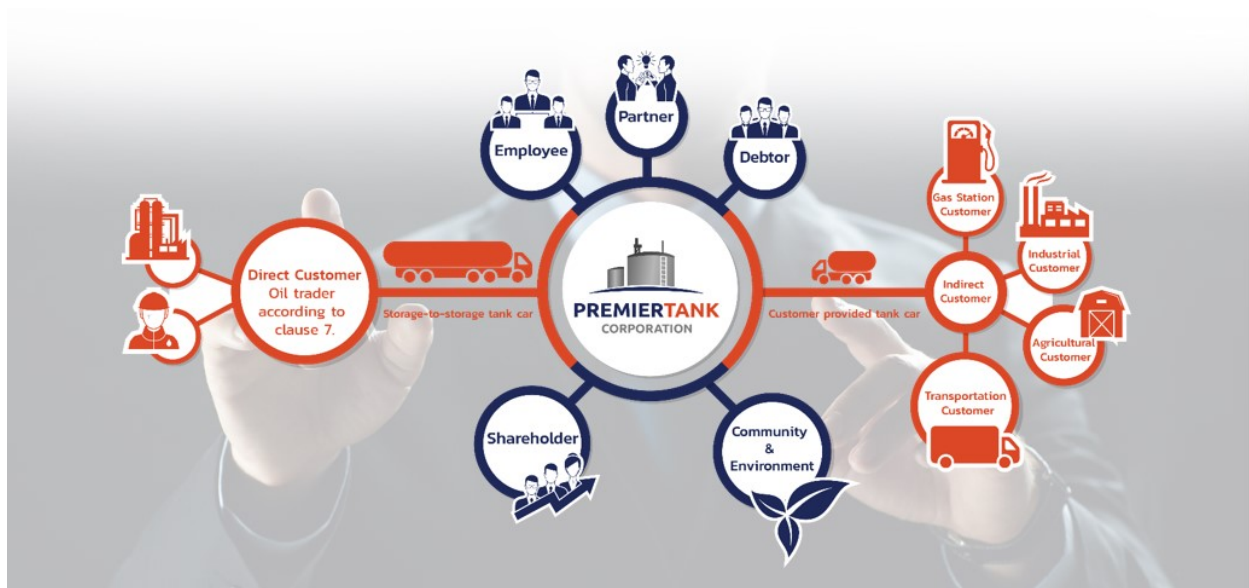 Employee
Partner
Debtor
Direct Customer
Oil trader
according to
clause 7.
Storage-to-storage tank car
PREMIERTANK
CORPORATION
Customer provided tank car
Gas Station
Customer
Industrial
Customer
Indirect
Customer
Agricultural
Customer
Transportation
Customer
Shareholder
Community
&
Environment